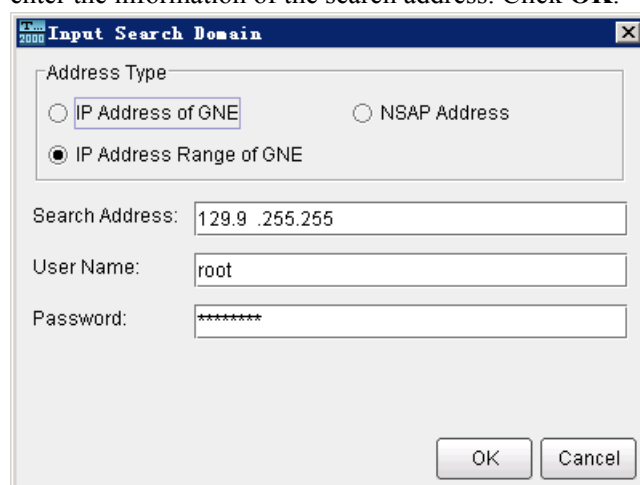 enter the information of the search address. Click OK.
T...
2000 Input Search Domain
Address Type
IP Address of GNE NSAP Address
IP Address Range of GNE
Search Address: 129.9 .255.255
User Name: root
Password: ********
OK Cancel